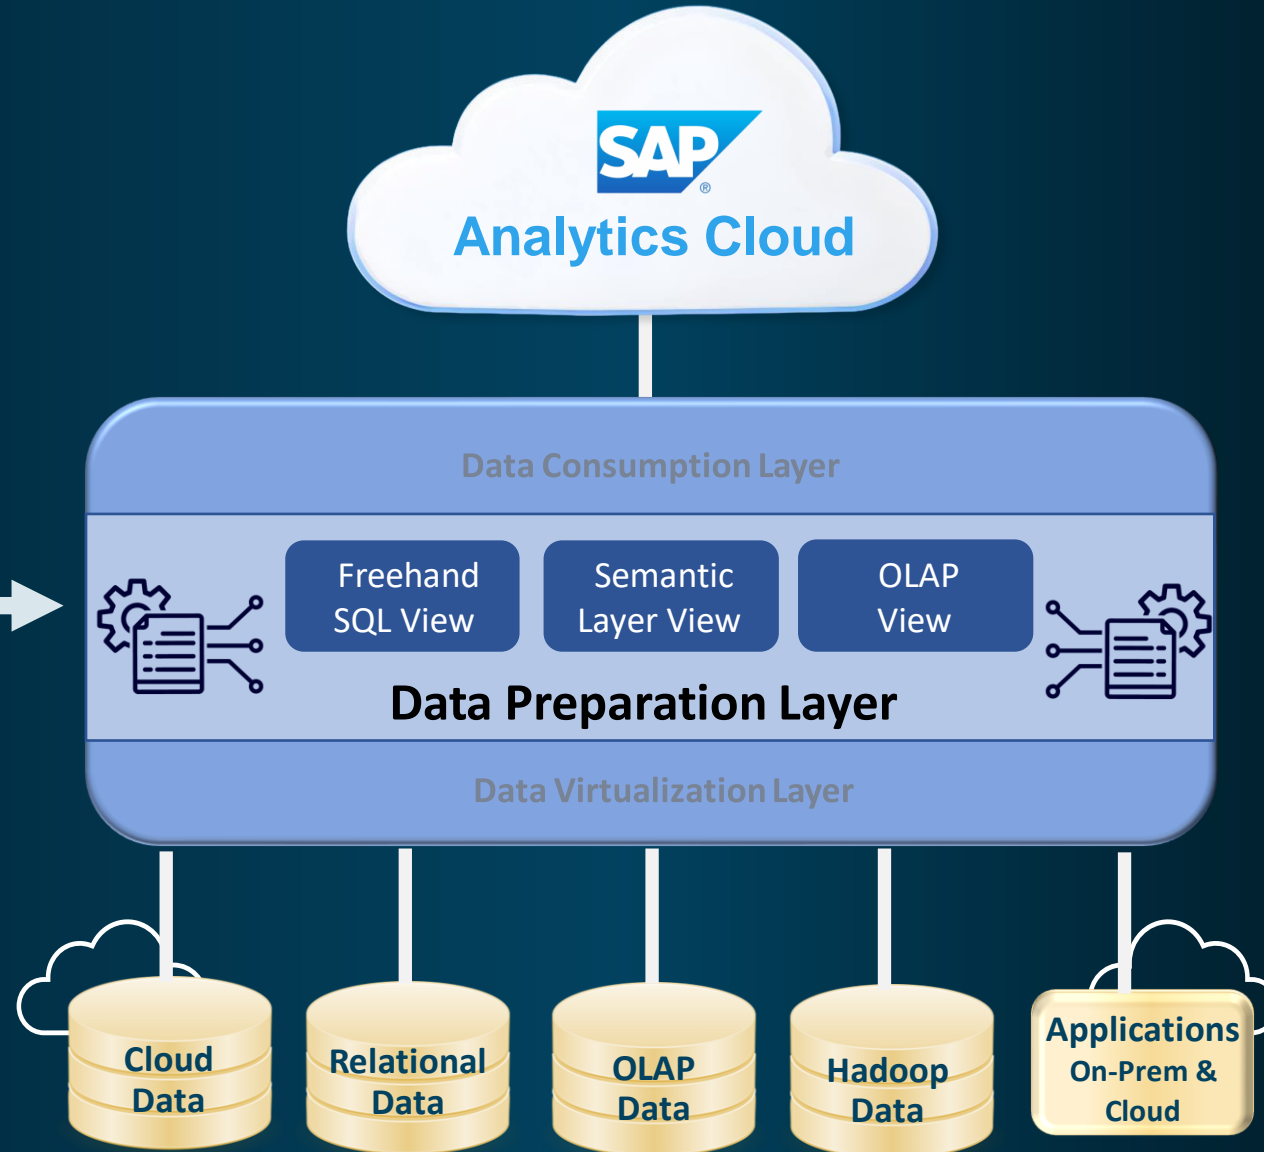 SAP
®
Analytics Cloud
Data Consumption Layer
Freehand
SQL View
Semantic
Layer View
OLAP
View
Data Preparation Layer
Data Virtualization Layer
Cloud
Data
Relational
Data
OLAP
Data
Hadoop
Data
Applications
On-Prem &
Cloud